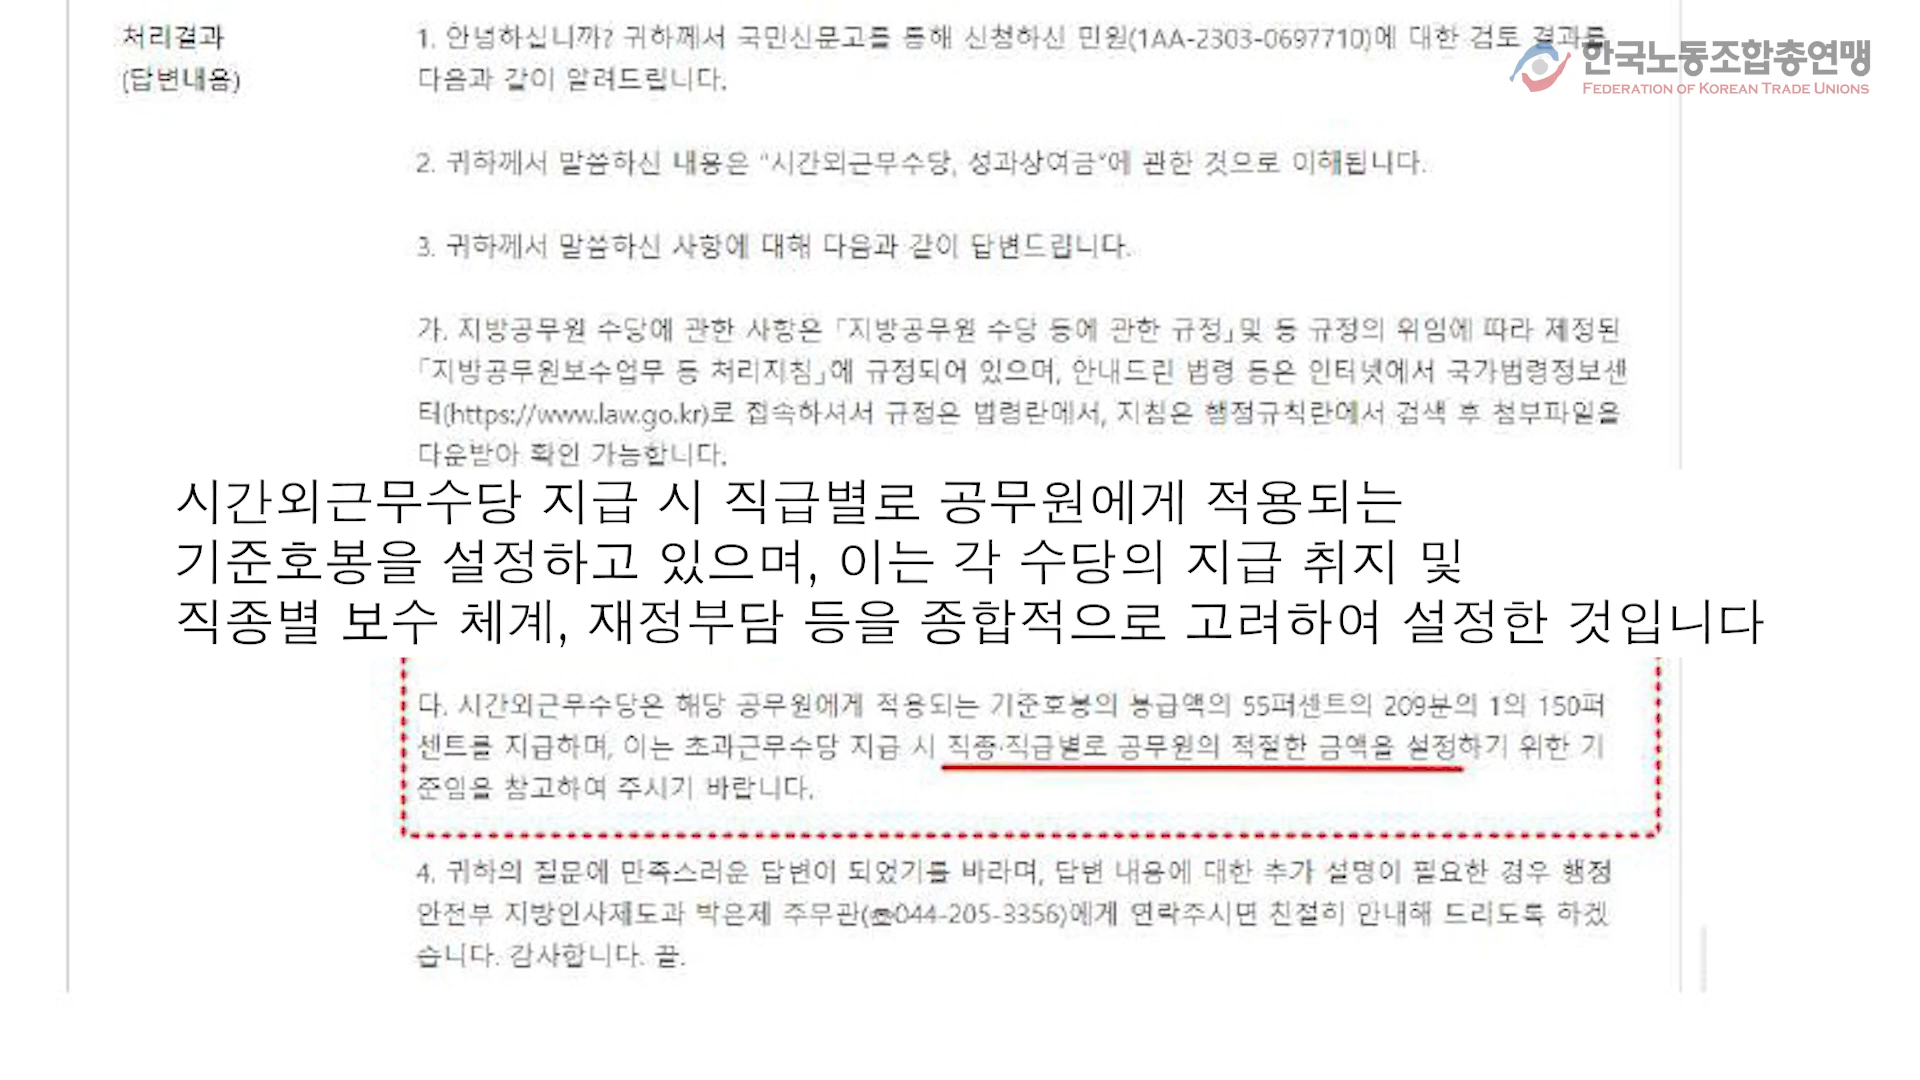 처리결과
(답변내용)
1. 안녕하십니까? 귀하께서 국민신문고를 통해 신청하신 민원(1AA-2303-0697710)에 대한 검토 결과를
다음과 같이 알려드립니다.
한국노동조합총연맹
FEDERATION OF KOREAN TRADE UNIONS
2. 귀하께서 말씀하신 내용은 "시간외근무수당, 성과상여금"에 관한 것으로 이해됩니다.
3. 귀하께서 말씀하신 사항에 대해 다음과 같이 답변드립니다.
가. 지방공무원 수당에 관한 사항은 「지방공무원 수당 등에 관한 규정」및 동 규정의 위임에 따라 제정된
「지방공무원보수업무 등 처리지침」에 규정되어 있으며, 안내드린 법령 등은 인터넷에서 국가법령정보센
터(https://www.law.go.kr)로 접속하셔서 규정은 법령란에서, 지침은 행정규칙란에서 검색 후 첨부파일을
다운받아 확인 가능합니다.
시간외근무수당 지급 시 직급별로 공무원에게 적용되는
기준호봉을 설정하고 있으며, 이는 각 수당의 지급 취지 및
직종별 보수 체계, 재정부담 등을 종합적으로 고려하여 설정한 것입니다
다. 시간외근무수당은 해당 공무원에게 적용되는 기준호봉의 봉급액의 55퍼센트의 209분의 1의 150퍼
센트를 지급하며, 이는 초과근무수당 지급 시 직종·직급별로 공무원의 적절한 금액을 설정하기 위한 기
준임을 참고하여 주시기 바랍니다.
4. 귀하의 질문에 만족스러운 답변이 되었기를 바라며, 답변 내용에 대한 추가 설명이 필요한 경우 행정
안전부 지방인사제도과 박은제 주무관(☎044-205-3356)에게 연락주시면 친절히 안내해 드리도록 하겠
습니다. 감사합니다. 끝.